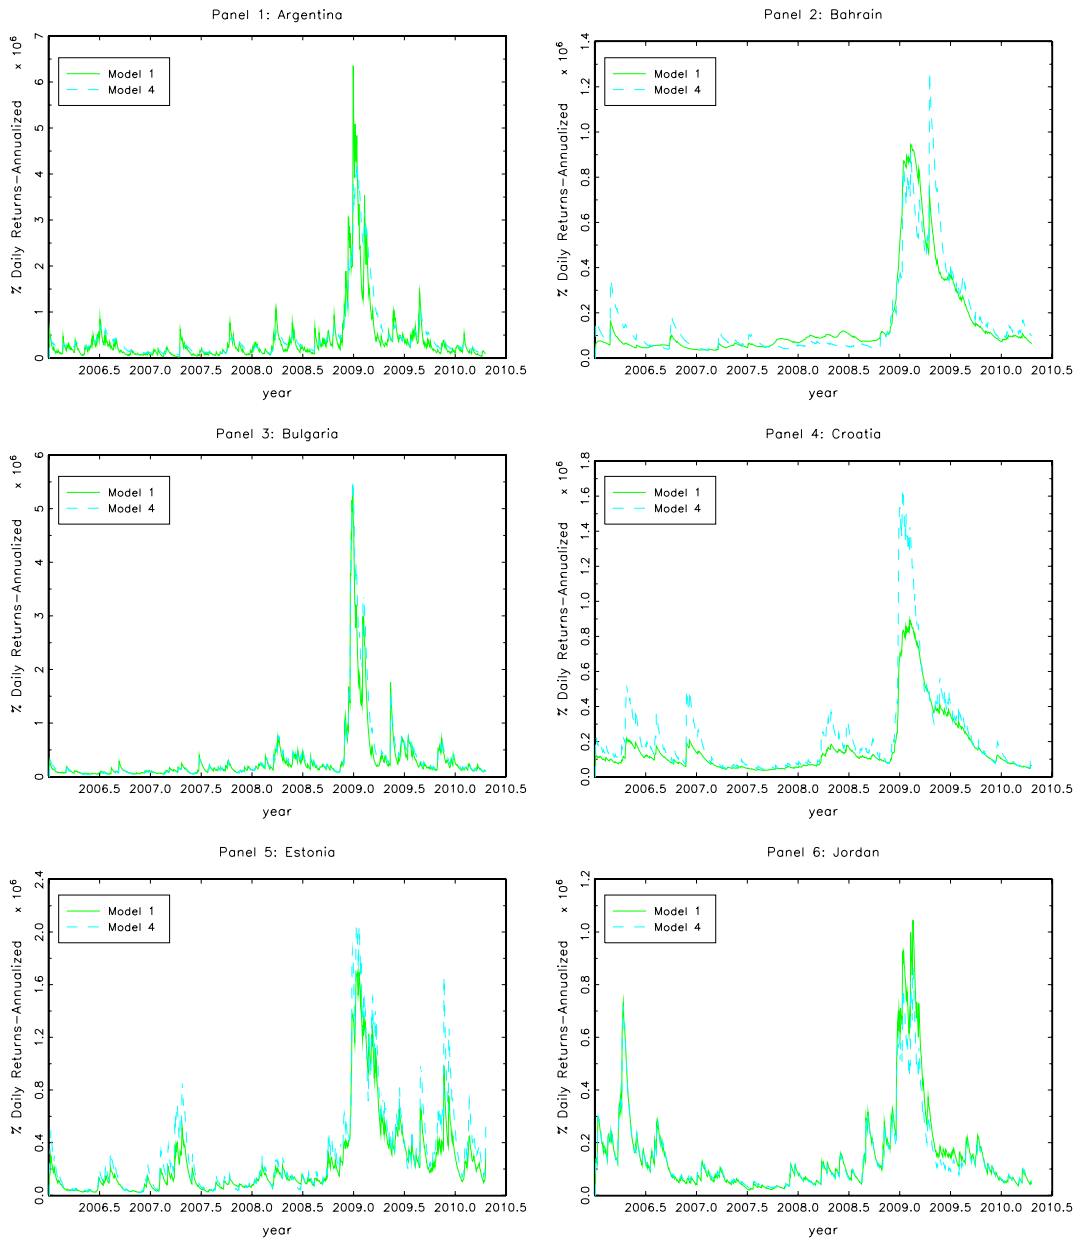 Panel 1: Argentina
% Daily Returns-Annualized × 10⁶
7
6
5
4
3
2
1
0
Model 1
Model 4
2006.5 2007.0 2007.5 2008.0 2008.5 2009.0 2009.5 2010.0 2010.5
year
Panel 2: Bahrain
% Daily Returns-Annualized × 10⁶
1.4
1.2
1.0
0.8
0.6
0.4
0.2
0.0
Model 1
Model 4
2006.5 2007.0 2007.5 2008.0 2008.5 2009.0 2009.5 2010.0 2010.5
year
Panel 3: Bulgaria
% Daily Returns-Annualized × 10⁶
6
5
4
3
2
1
0
Model 1
Model 4
2006.5 2007.0 2007.5 2008.0 2008.5 2009.0 2009.5 2010.0 2010.5
year
Panel 4: Croatia
% Daily Returns-Annualized × 10⁶
1.8
1.6
1.4
1.2
1.0
0.8
0.6
0.4
0.2
0.0
Model 1
Model 4
2006.5 2007.0 2007.5 2008.0 2008.5 2009.0 2009.5 2010.0 2010.5
year
Panel 5: Estonia
% Daily Returns-Annualized × 10⁶
2.4
2.0
1.6
1.2
0.8
0.4
0.0
Model 1
Model 4
2006.5 2007.0 2007.5 2008.0 2008.5 2009.0 2009.5 2010.0 2010.5
year
Panel 6: Jordan
% Daily Returns-Annualized × 10⁶
1.2
1.0
0.8
0.6
0.4
0.2
0.0
Model 1
Model 4
2006.5 2007.0 2007.5 2008.0 2008.5 2009.0 2009.5 2010.0 2010.5
year